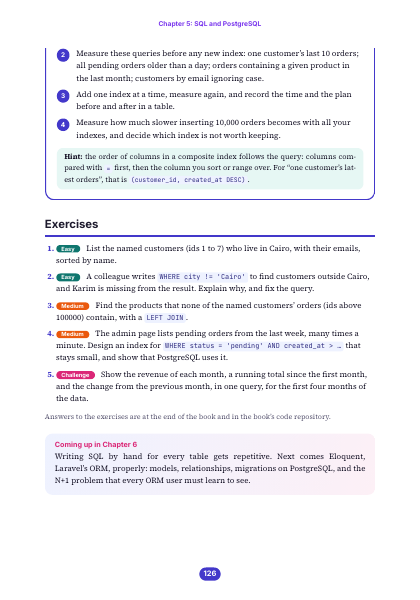 Chapter 5: SQL and PostgreSQL
2 Measure these queries before any new index: one customer's last 10 orders;
all pending orders older than a day; orders containing a given product in
the last month; customers by email ignoring case.
3 Add one index at a time, measure again, and record the time and the plan
before and after in a table.
4 Measure how much slower inserting 10,000 orders becomes with all your
indexes, and decide which index is not worth keeping.
Hint: the order of columns in a composite index follows the query: columns com-
pared with = first, then the column you sort or range over. For "one customer's lat-
est orders", that is (customer_id, created_at DESC).
Exercises
1. Easy List the named customers (ids 1 to 7) who live in Cairo, with their emails,
sorted by name.
2. Easy A colleague writes WHERE city != 'Cairo' to find customers outside Cairo,
and Karim is missing from the result. Explain why, and fix the query.
3. Medium Find the products that none of the named customers' orders (ids above
100000) contain, with a LEFT JOIN.
4. Medium The admin page lists pending orders from the last week, many times a
minute. Design an index for WHERE status = 'pending' AND created_at > … that
stays small, and show that PostgreSQL uses it.
5. Challenge Show the revenue of each month, a running total since the first month,
and the change from the previous month, in one query, for the first four months of
the data.
Answers to the exercises are at the end of the book and in the book's code repository.
Coming up in Chapter 6
Writing SQL by hand for every table gets repetitive. Next comes Eloquent,
Laravel's ORM, properly: models, relationships, migrations on PostgreSQL, and the
N+1 problem that every ORM user must learn to see.
126